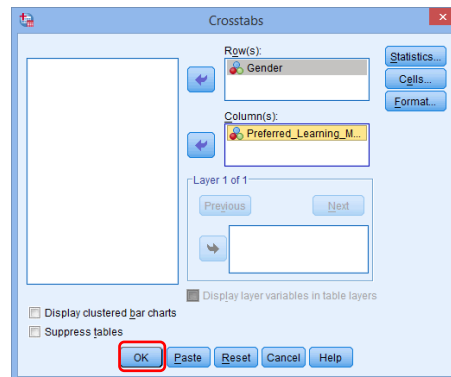 Crosstabs
Row(s):
Gender
Statistics...
Cells...
Format...
Column(s):
Preferred_Learning_M...
Layer 1 of 1
Previous
Next
Display layer variables in table layers
Display clustered bar charts
Suppress tables
OK
Paste
Reset
Cancel
Help